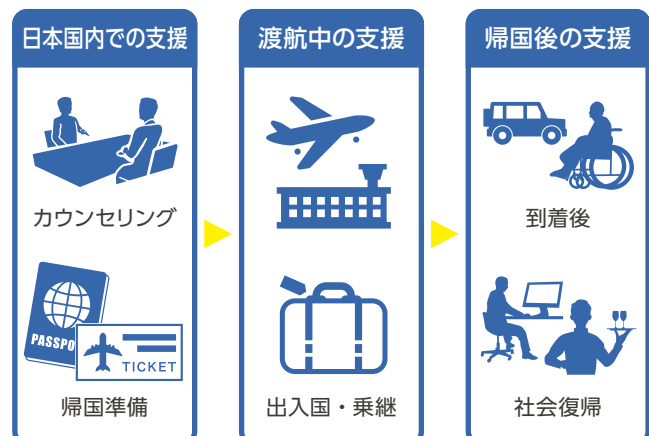 日本国内での支援
カウンセリング
PASSPO
TICKET
帰国準備
渡航中の支援
出入国・乗継
帰国後の支援
到着後
社会復帰